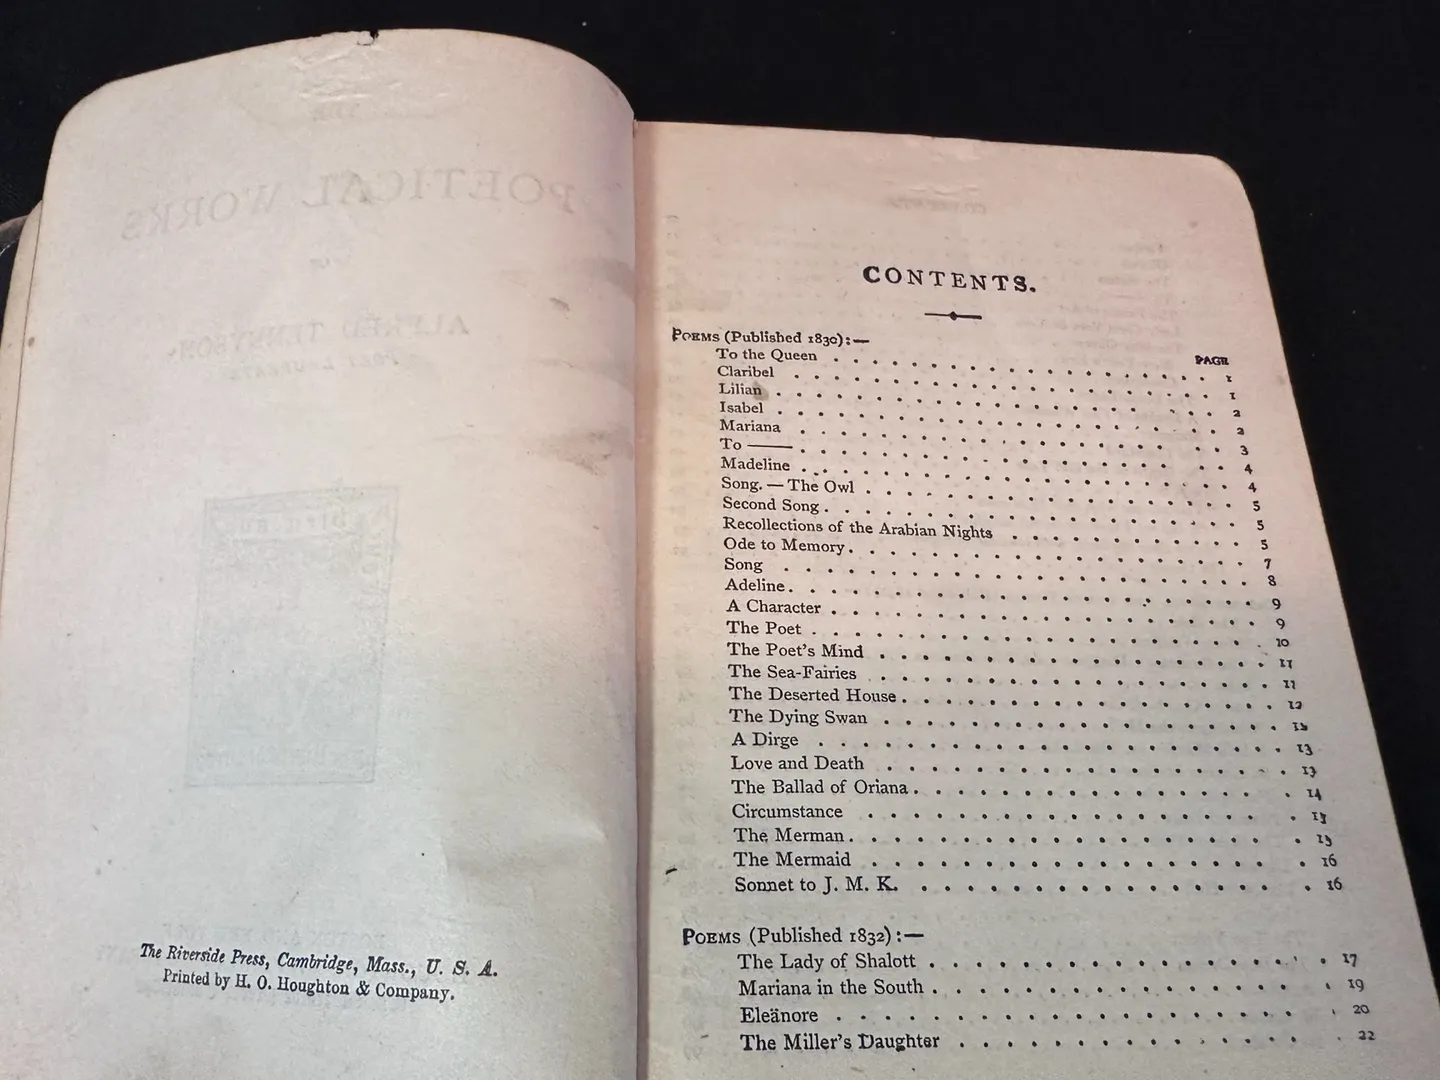 The Riverside Press, Cambridge, Mass., U. S. A.
Printed by H. O. Houghton & Company.
CONTENTS.
POEMS (Published 1830):—
PAGE
To the Queen . . . 1
Claribel . . . 1
Lilian . . . 2
Isabel . . . 2
Mariana . . . 3
To —— . . . 4
Madeline . . . 4
Song. — The Owl . . . 5
Second Song . . . 5
Recollections of the Arabian Nights . . . 5
Ode to Memory . . . 7
Song . . . 8
Adeline . . . 9
A Character . . . 9
The Poet . . . 10
The Poet's Mind . . . 11
The Sea-Fairies . . . 11
The Deserted House . . . 12
The Dying Swan . . . 12
A Dirge . . . 13
Love and Death . . . 13
The Ballad of Oriana . . . 14
Circumstance . . . 15
The Merman . . . 15
The Mermaid . . . 16
Sonnet to J. M. K. . . . 16
POEMS (Published 1832):—
The Lady of Shalott . . . 17
Mariana in the South . . . 19
Eleänore . . . 20
The Miller's Daughter . . . 22